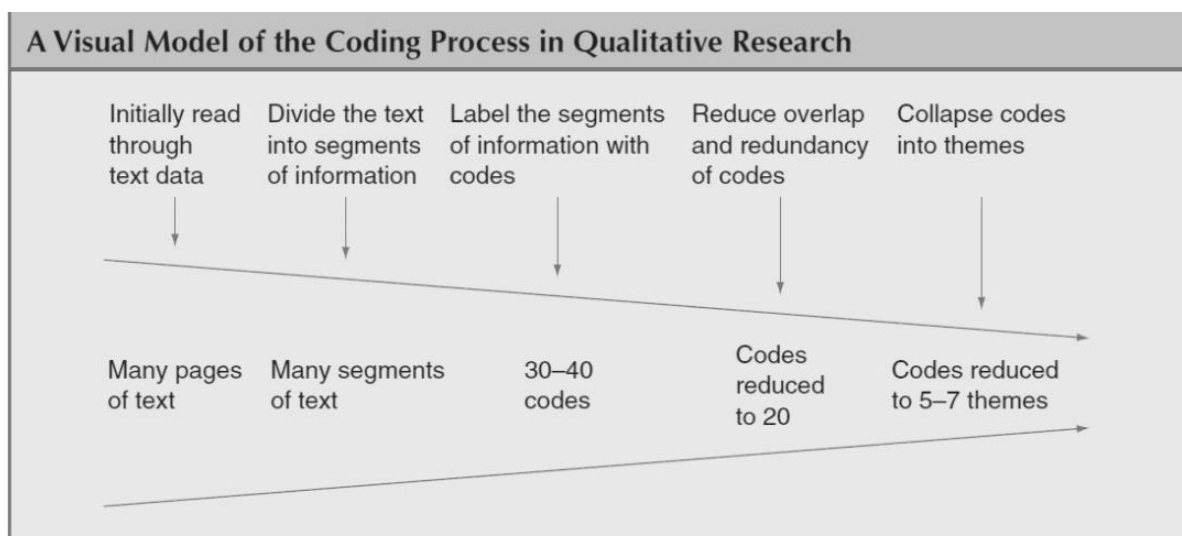 A Visual Model of the Coding Process in Qualitative Research
Initially read
through
text data
Divide the text
into segments
of information
Label the segments
of information with
codes
Reduce overlap
and redundancy
of codes
Collapse codes
into themes
Many pages
of text
Many segments
of text
30–40
codes
Codes
reduced
to 20
Codes reduced
to 5–7 themes